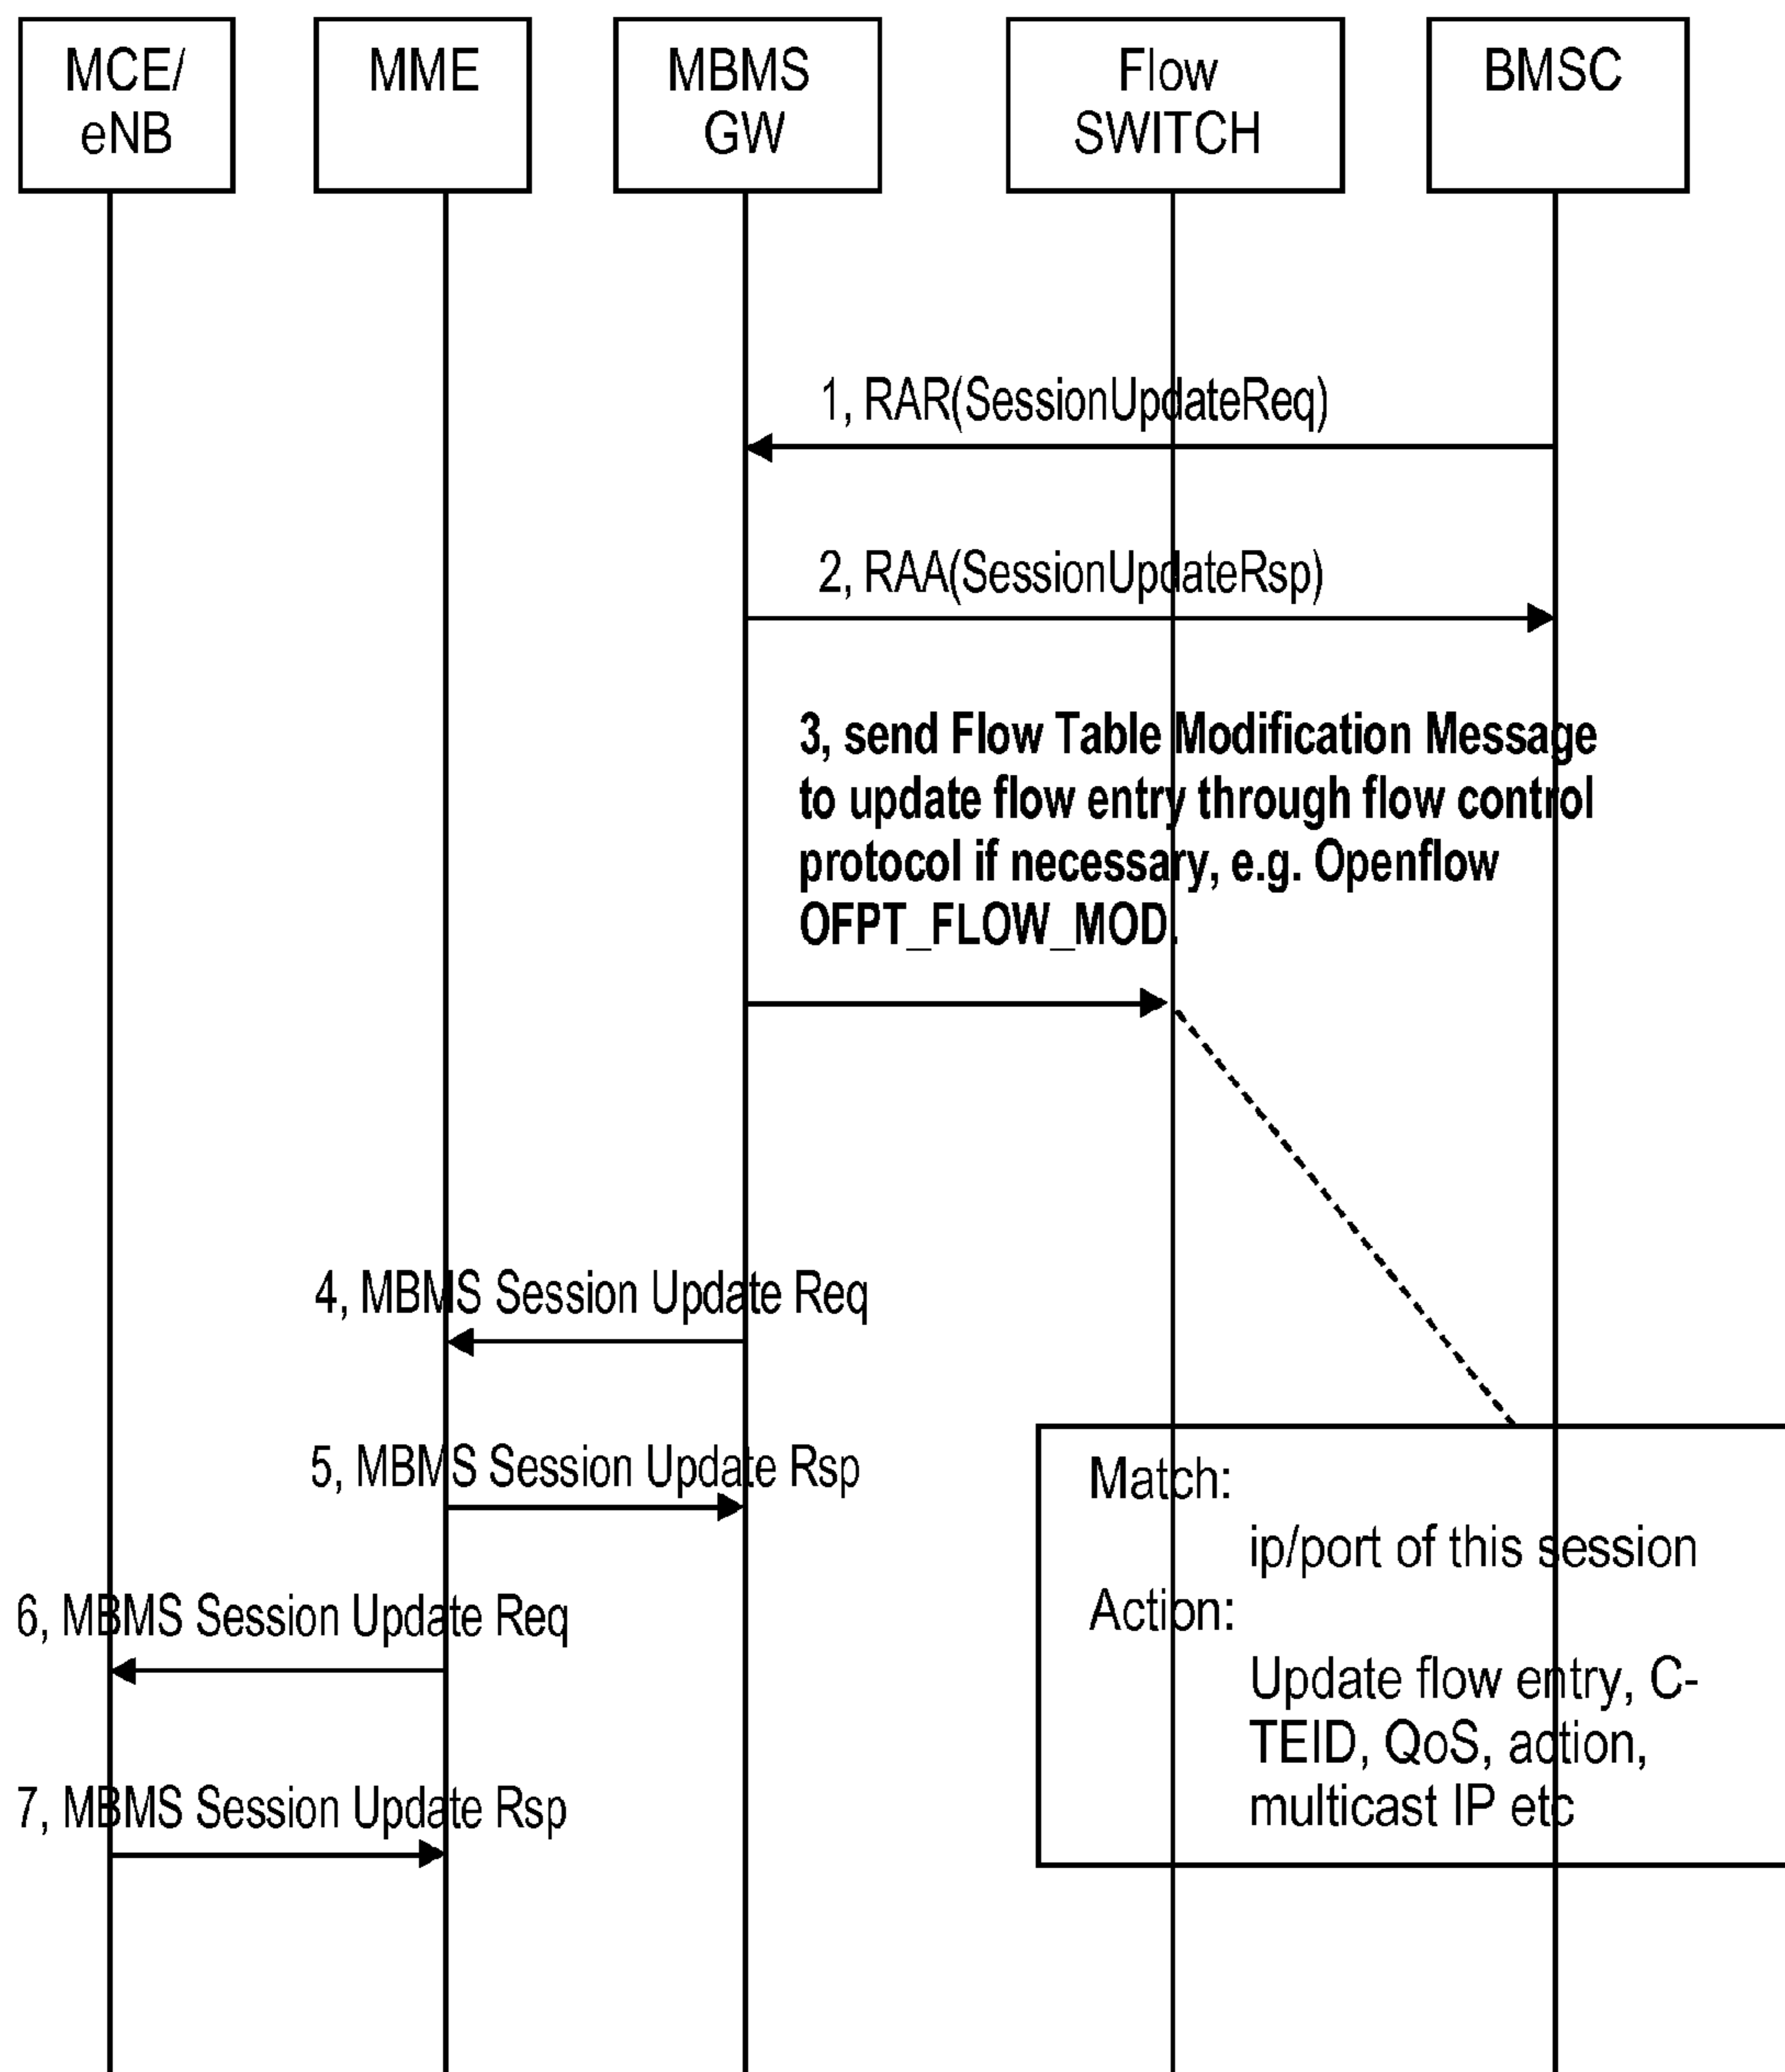 MCE/
eNB
MME
MBMS
GW
Flow
SWITCH
BMSC
1, RAR(SessionUpdateReq)
2, RAA(SessionUpdateRsp)
3, send Flow Table Modification Message
to update flow entry through flow control
protocol if necessary, e.g. Openflow
OFPT_FLOW_MOD.
4, MBMS Session Update Req
5, MBMS Session Update Rsp
6, MBMS Session Update Req
7, MBMS Session Update Rsp
Match:
ip/port of this session
Action:
Update flow entry, C-
TEID, QoS, action,
multicast IP etc